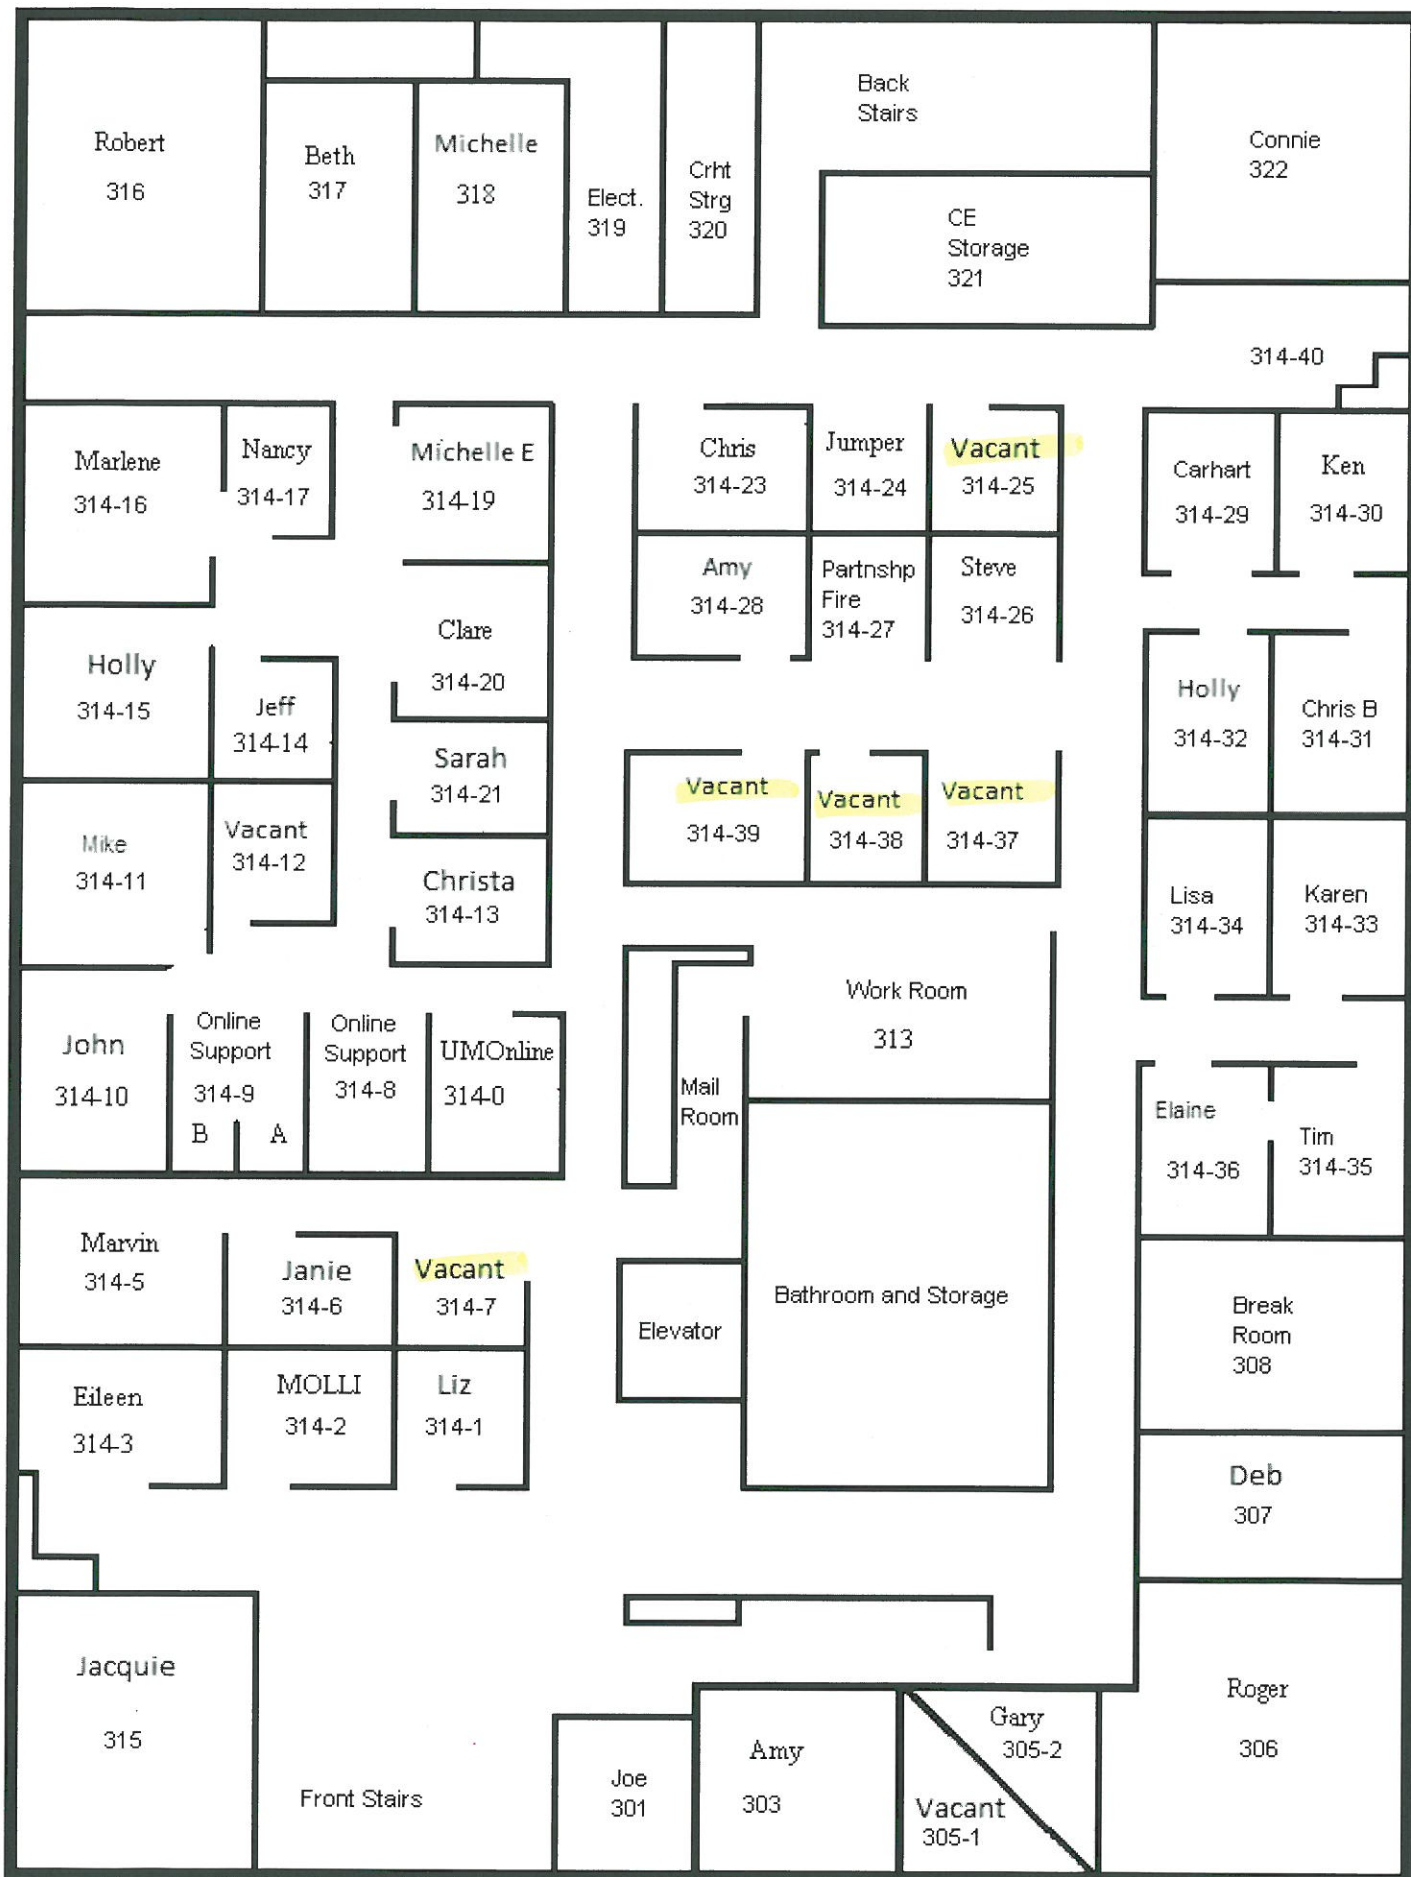 Robert
316
Beth
317
Michelle
318
Elect.
319
Crht
Strg
320
Back
Stairs
CE
Storage
321
Connie
322
314-40
Marlene
314-16
Nancy
314-17
Michelle E
314-19
Chris
314-23
Jumper
314-24
Vacant
314-25
Carhart
314-29
Ken
314-30
Amy
314-28
Partnshp
Fire
314-27
Steve
314-26
Clare
314-20
Holly
314-15
Jeff
314-14
Holly
314-32
Chris B
314-31
Sarah
314-21
Vacant
314-39
Vacant
314-38
Vacant
314-37
Mike
314-11
Vacant
314-12
Christa
314-13
Lisa
314-34
Karen
314-33
John
314-10
Online
Support
314-9
B A
Online
Support
314-8
UMOnline
314-0
Mail
Room
Work Room
313
Elaine
314-36
Tim
314-35
Marvin
314-5
Janie
314-6
Vacant
314-7
Elevator
Bathroom and Storage
Break
Room
308
Eileen
314-3
MOLLI
314-2
Liz
314-1
Deb
307
Jacquie
315
Front Stairs
Joe
301
Amy
303
Gary
305-2
Vacant
305-1
Roger
306